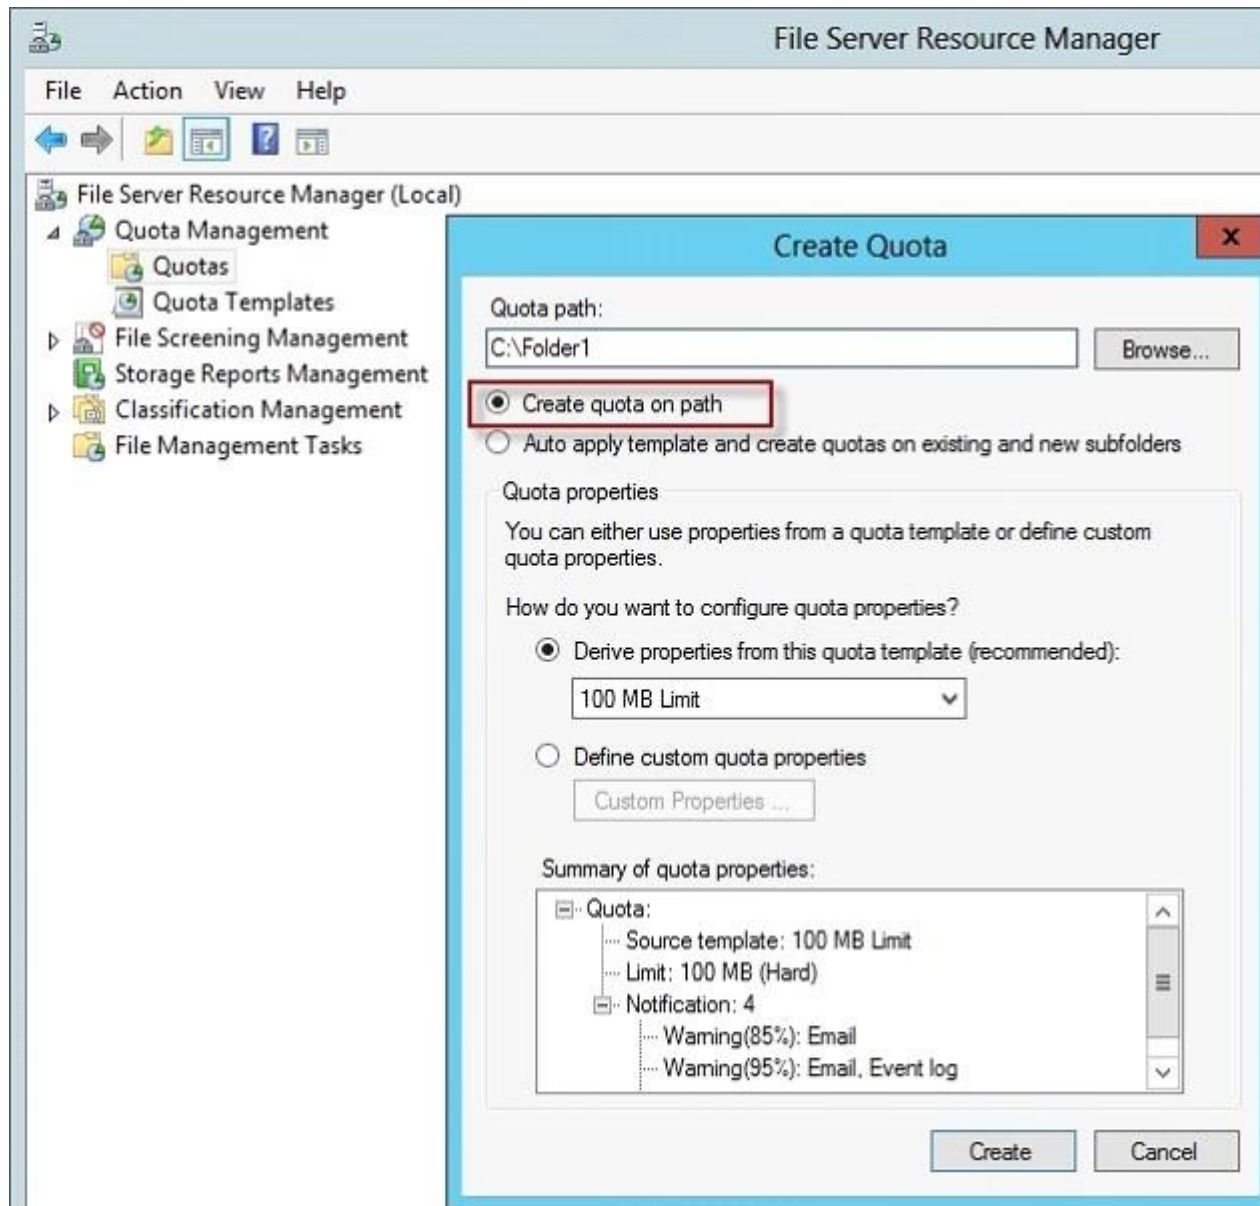 File Server Resource Manager
File Action View Help
File Server Resource Manager (Local)
Quota Management
Quotas
Quota Templates
File Screening Management
Storage Reports Management
Classification Management
File Management Tasks
Create Quota
x
Quota path:
C:\Folder1
Browse...
Create quota on path
Auto apply template and create quotas on existing and new subfolders
Quota properties
You can either use properties from a quota template or define custom
quota properties.
How do you want to configure quota properties?
Derive properties from this quota template (recommended):
100 MB Limit
Define custom quota properties
Custom Properties ...
Summary of quota properties:
Quota:
Source template: 100 MB Limit
Limit: 100 MB (Hard)
Notification: 4
Warning(85%): Email
Warning(95%): Email, Event log
Create Cancel